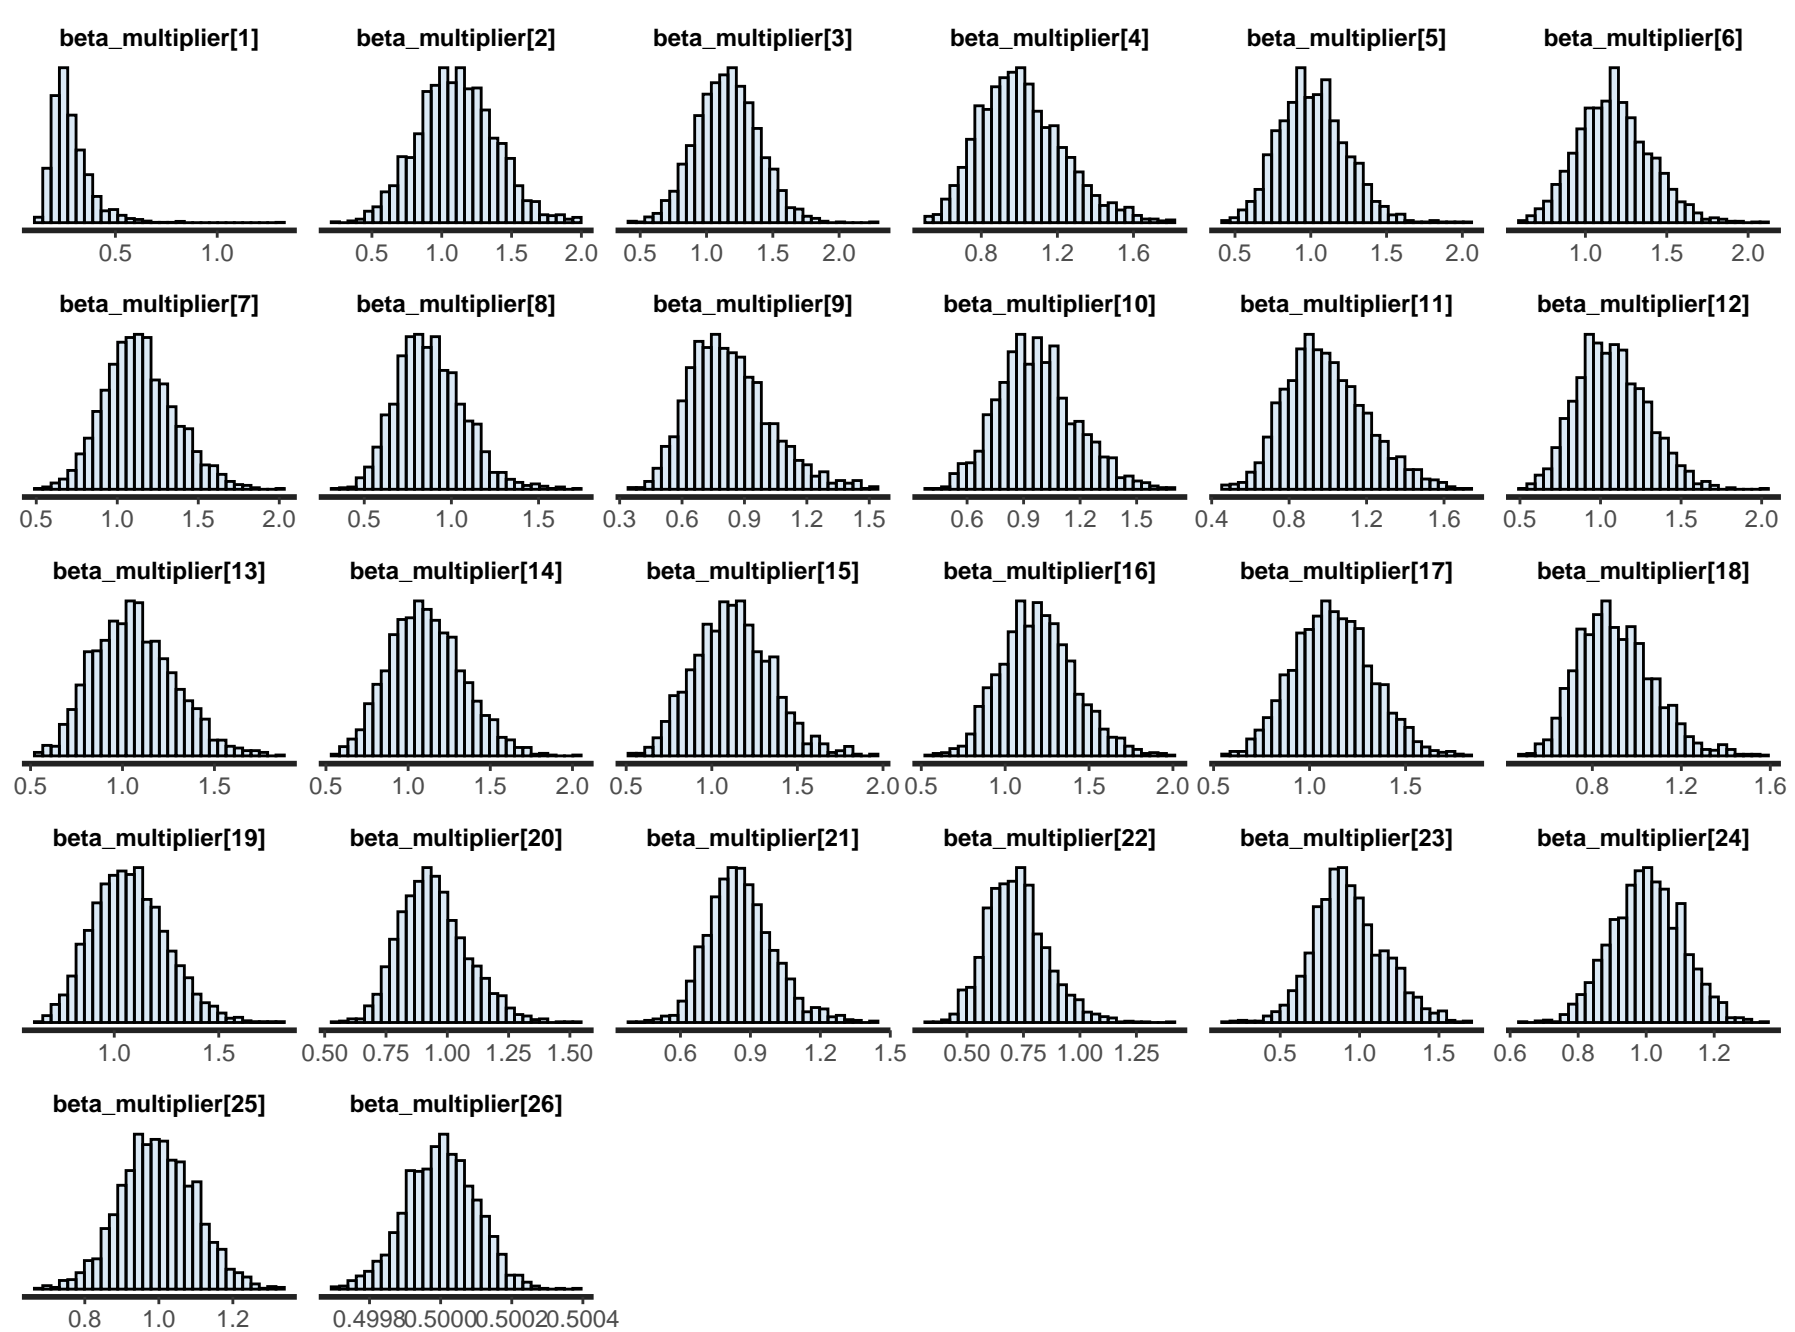 beta_multiplier[1] beta_multiplier[2] beta_multiplier[3] beta_multiplier[4] beta_multiplier[5] beta_multiplier[6]
0.5 1.0 0.5 1.0 1.5 2.0 0.5 1.0 1.5 2.0 0.8 1.2 1.6 0.5 1.0 1.5 2.0 1.0 1.5 2.0
beta_multiplier[7] beta_multiplier[8] beta_multiplier[9] beta_multiplier[10] beta_multiplier[11] beta_multiplier[12]
0.5 1.0 1.5 2.0 0.5 1.0 1.5 0.3 0.6 0.9 1.2 1.5 0.6 0.9 1.2 1.5 0.4 0.8 1.2 1.6 0.5 1.0 1.5 2.0
beta_multiplier[13] beta_multiplier[14] beta_multiplier[15] beta_multiplier[16] beta_multiplier[17] beta_multiplier[18]
0.5 1.0 1.5 0.5 1.0 1.5 2.0 0.5 1.0 1.5 2.0 0.5 1.0 1.5 2.0 0.5 1.0 1.5 0.8 1.2 1.6
beta_multiplier[19] beta_multiplier[20] beta_multiplier[21] beta_multiplier[22] beta_multiplier[23] beta_multiplier[24]
1.0 1.5 0.50 0.75 1.00 1.25 1.50 0.6 0.9 1.2 1.5 0.50 0.75 1.00 1.25 0.5 1.0 1.5 0.6 0.8 1.0 1.2
beta_multiplier[25] beta_multiplier[26]
0.8 1.0 1.2 0.4998 0.5000 0.5002 0.5004